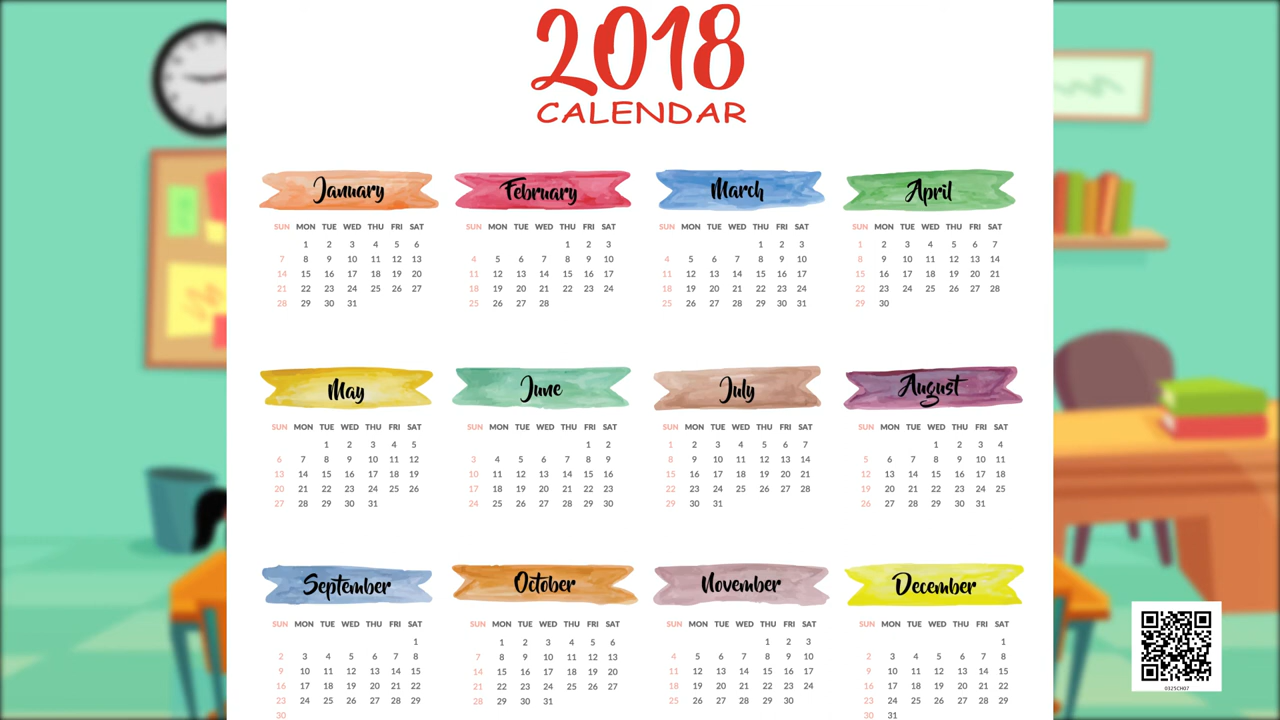 2018
CALENDAR
January
SUN MON TUE WED THU FRI SAT
1 2 3 4 5 6
7 8 9 10 11 12 13
14 15 16 17 18 19 20
21 22 23 24 25 26 27
28 29 30 31
February
SUN MON TUE WED THU FRI SAT
1 2 3
4 5 6 7 8 9 10
11 12 13 14 15 16 17
18 19 20 21 22 23 24
25 26 27 28
March
SUN MON TUE WED THU FRI SAT
1 2 3
4 5 6 7 8 9 10
11 12 13 14 15 16 17
18 19 20 21 22 23 24
25 26 27 28 29 30 31
April
SUN MON TUE WED THU FRI SAT
1 2 3 4 5 6 7
8 9 10 11 12 13 14
15 16 17 18 19 20 21
22 23 24 25 26 27 28
29 30
May
SUN MON TUE WED THU FRI SAT
1 2 3 4 5
6 7 8 9 10 11 12
13 14 15 16 17 18 19
20 21 22 23 24 25 26
27 28 29 30 31
June
SUN MON TUE WED THU FRI SAT
1 2
3 4 5 6 7 8 9
10 11 12 13 14 15 16
17 18 19 20 21 22 23
24 25 26 27 28 29 30
July
SUN MON TUE WED THU FRI SAT
1 2 3 4 5 6 7
8 9 10 11 12 13 14
15 16 17 18 19 20 21
22 23 24 25 26 27 28
29 30 31
August
SUN MON TUE WED THU FRI SAT
1 2 3 4
5 6 7 8 9 10 11
12 13 14 15 16 17 18
19 20 21 22 23 24 25
26 27 28 29 30 31
September
SUN MON TUE WED THU FRI SAT
1
2 3 4 5 6 7 8
9 10 11 12 13 14 15
16 17 18 19 20 21 22
23 24 25 26 27 28 29
30
October
SUN MON TUE WED THU FRI SAT
1 2 3 4 5 6
7 8 9 10 11 12 13
14 15 16 17 18 19 20
21 22 23 24 25 26 27
28 29 30 31
November
SUN MON TUE WED THU FRI SAT
1 2 3
4 5 6 7 8 9 10
11 12 13 14 15 16 17
18 19 20 21 22 23 24
25 26 27 28 29 30
December
SUN MON TUE WED THU FRI SAT
1
2 3 4 5 6 7 8
9 10 11 12 13 14 15
16 17 18 19 20 21 22
23 24 25 26 27 28 29
30 31
0325CH07